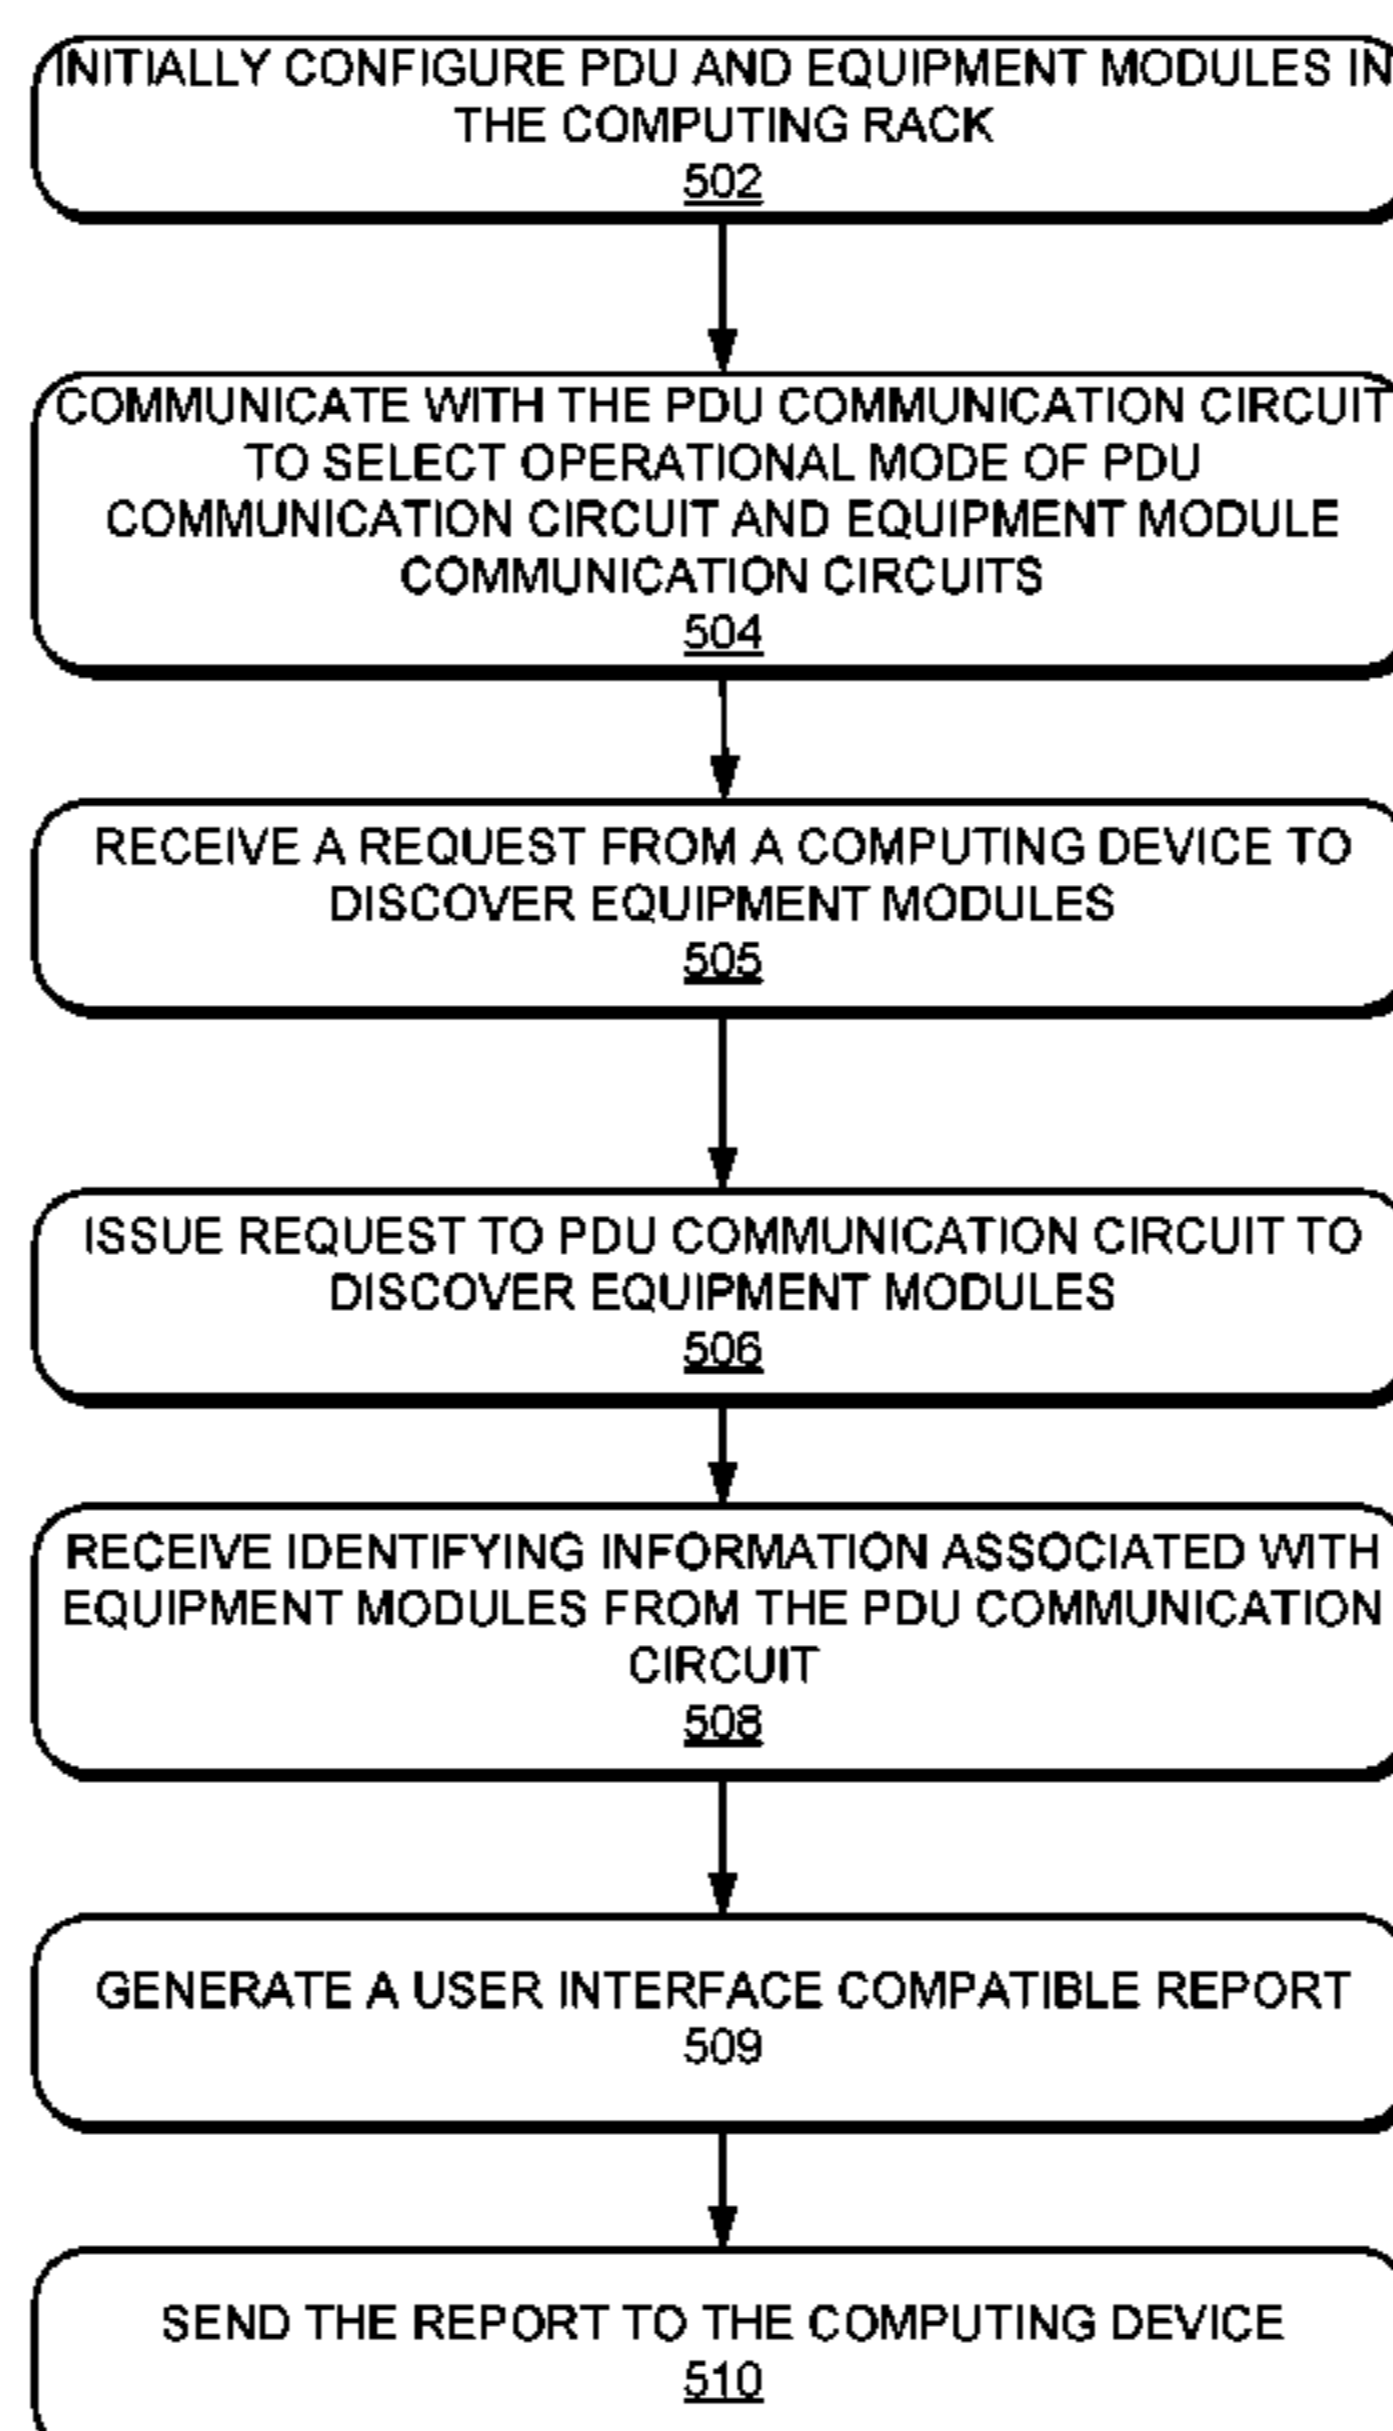 INITIALLY CONFIGURE PDU AND EQUIPMENT MODULES IN
THE COMPUTING RACK
502
COMMUNICATE WITH THE PDU COMMUNICATION CIRCUIT
TO SELECT OPERATIONAL MODE OF PDU
COMMUNICATION CIRCUIT AND EQUIPMENT MODULE
COMMUNICATION CIRCUITS
504
RECEIVE A REQUEST FROM A COMPUTING DEVICE TO
DISCOVER EQUIPMENT MODULES
505
ISSUE REQUEST TO PDU COMMUNICATION CIRCUIT TO
DISCOVER EQUIPMENT MODULES
506
RECEIVE IDENTIFYING INFORMATION ASSOCIATED WITH
EQUIPMENT MODULES FROM THE PDU COMMUNICATION
CIRCUIT
508
GENERATE A USER INTERFACE COMPATIBLE REPORT
509
SEND THE REPORT TO THE COMPUTING DEVICE
510